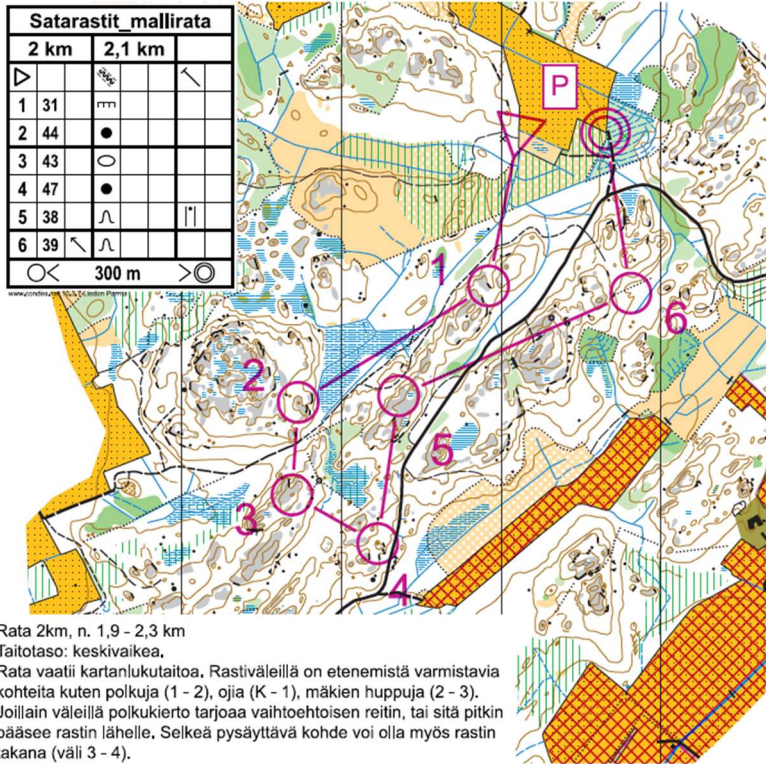 Satarastit_mallirata
2 km 2,1 km
1 31
2 44
3 43
4 47
5 38
6 39
300 m
P
1
2
3
4
5
6
Rata 2km, n. 1,9 - 2,3 km
Taitotaso: keskivaikea.
Rata vaatii kartanlukutaitoa. Rastiväleillä on etenemistä varmistavia
kohteita kuten polkuja (1 - 2), ojia (K - 1), mäkien huppuja (2 - 3).
Joillain väleillä polkukierto tarjoaa vaihtoehtoisen reitin, tai sitä pitkin
pääsee rastin lähelle. Selkeä pysäyttävä kohde voi olla myös rastin
takana (väli 3 - 4).